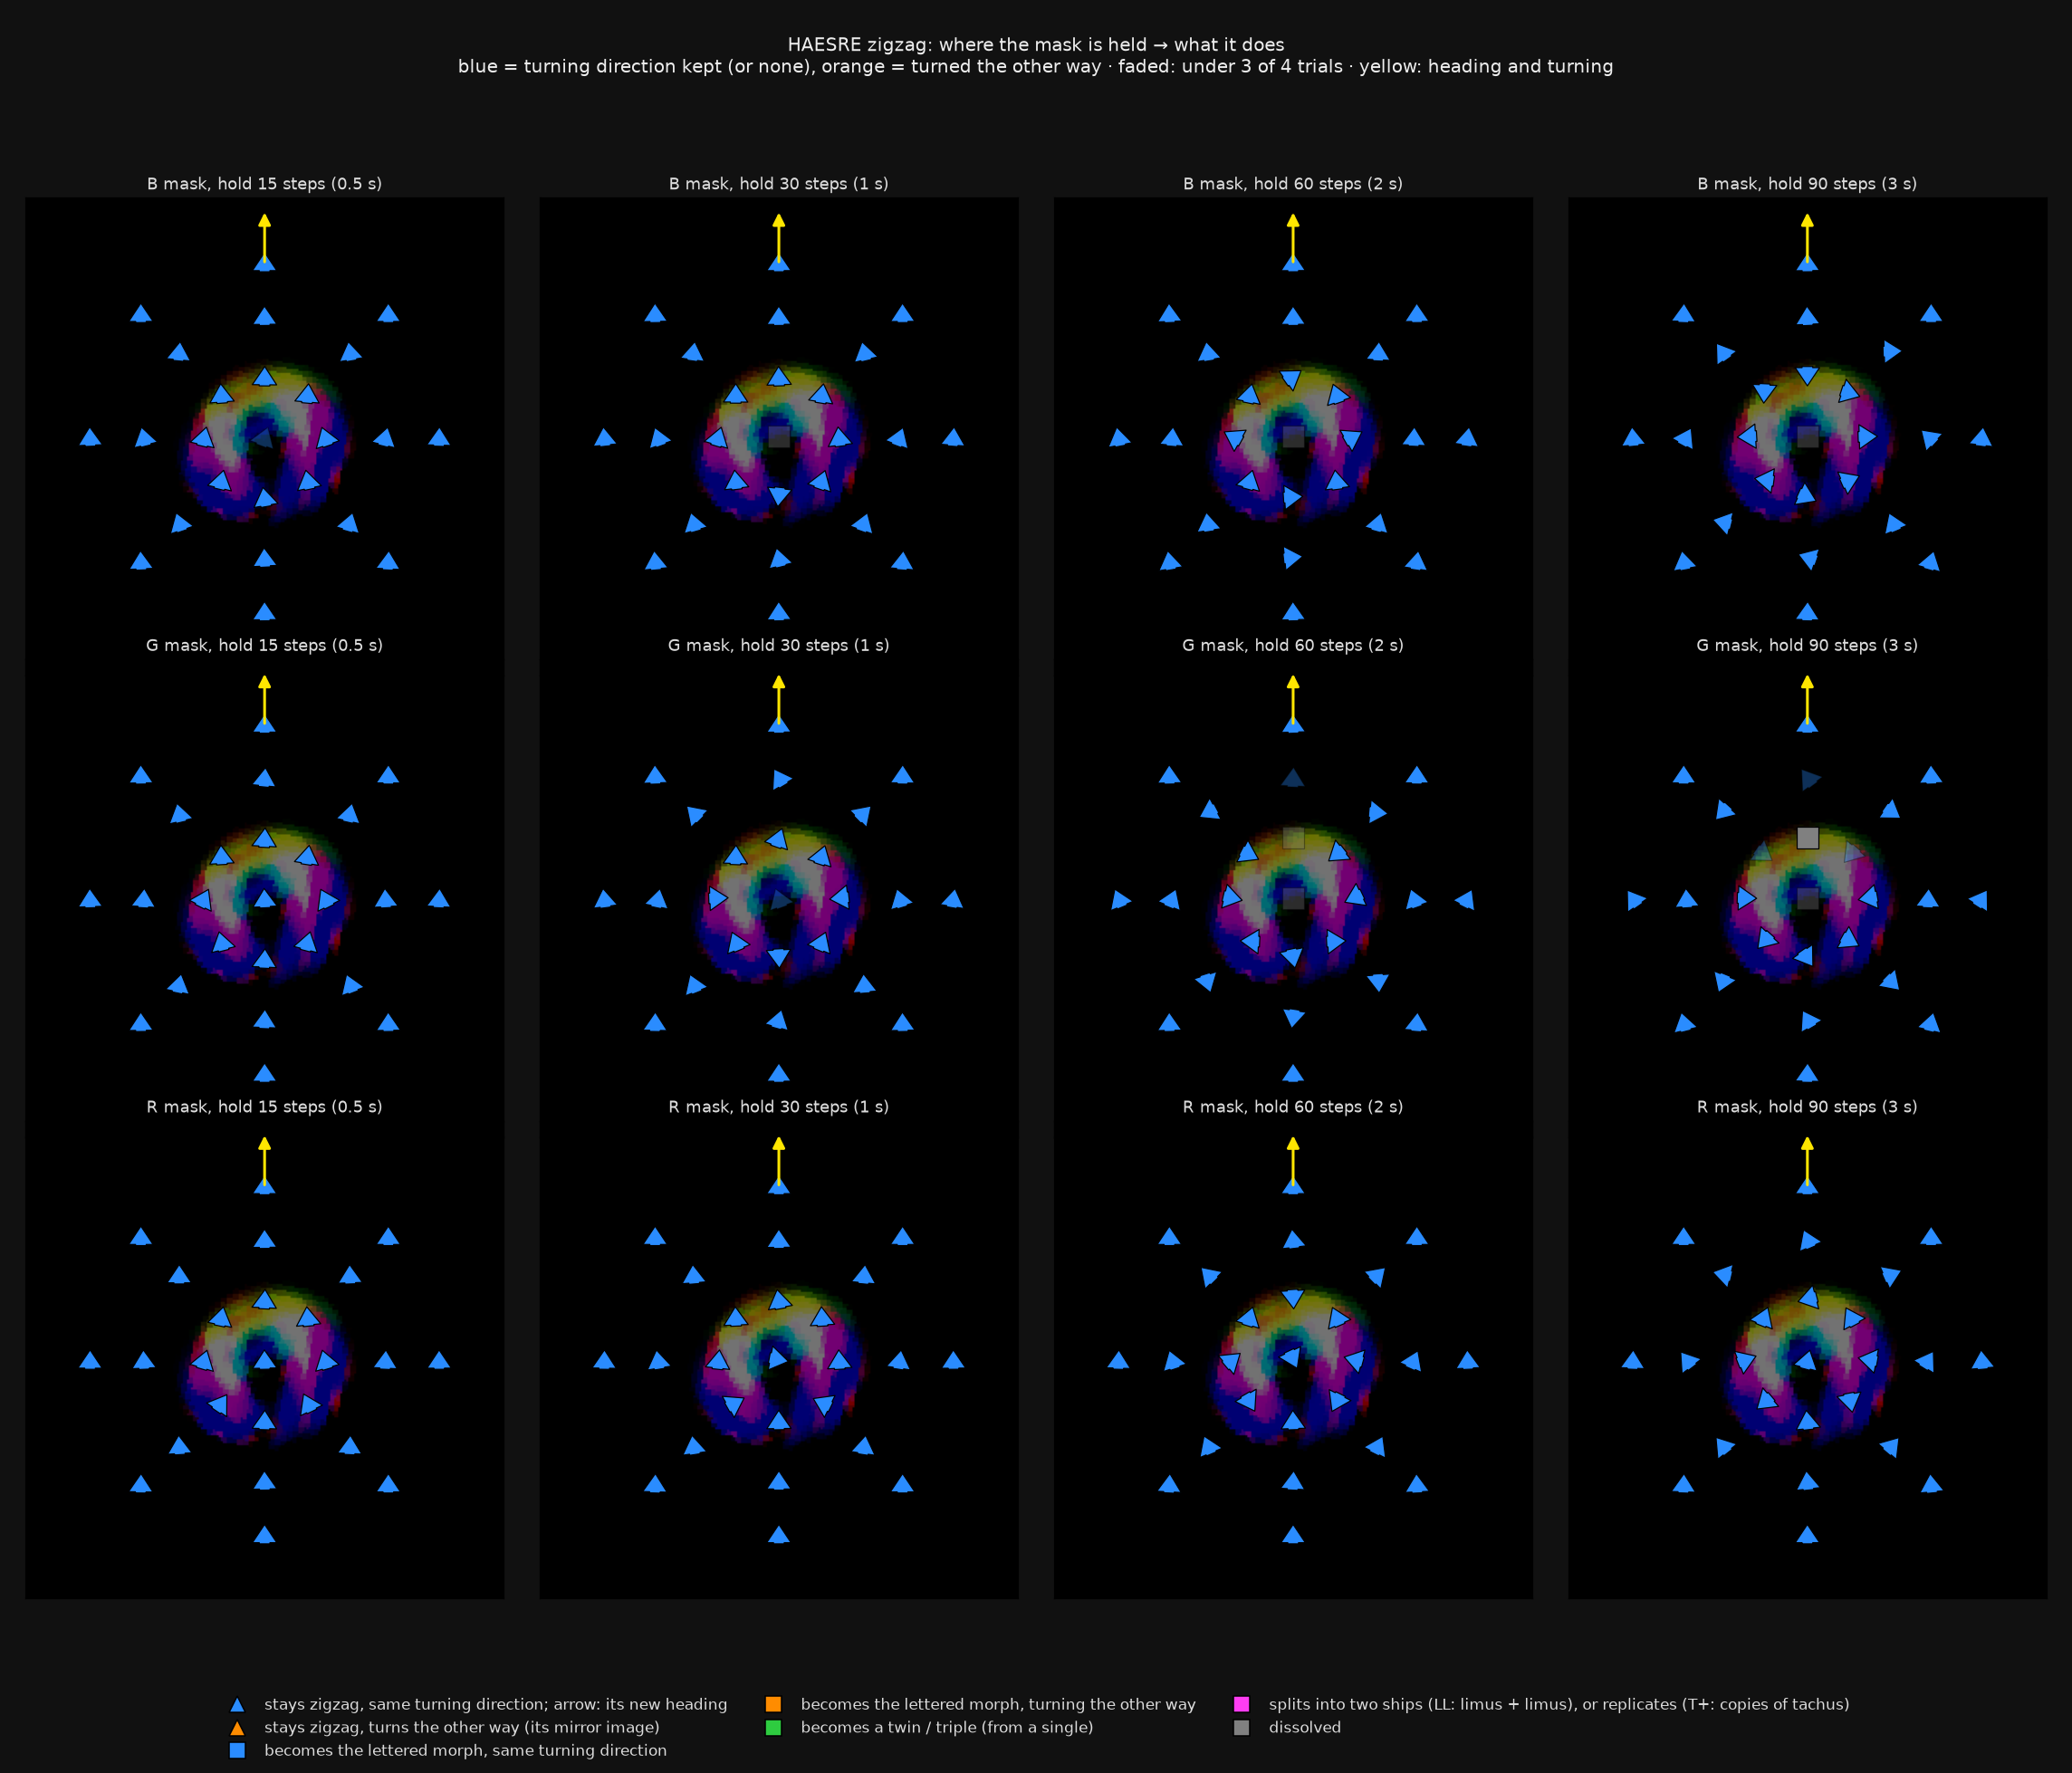 HAESRE zigzag: where the mask is held → what it does
blue = turning direction kept (or none), orange = turned the other way · faded: under 3 of 4 trials · yellow: heading and turning
B mask, hold 15 steps (0.5 s)
B mask, hold 30 steps (1 s)
B mask, hold 60 steps (2 s)
B mask, hold 90 steps (3 s)
G mask, hold 15 steps (0.5 s)
G mask, hold 30 steps (1 s)
G mask, hold 60 steps (2 s)
G mask, hold 90 steps (3 s)
R mask, hold 15 steps (0.5 s)
R mask, hold 30 steps (1 s)
R mask, hold 60 steps (2 s)
R mask, hold 90 steps (3 s)
stays zigzag, same turning direction; arrow: its new heading
stays zigzag, turns the other way (its mirror image)
becomes the lettered morph, same turning direction
becomes the lettered morph, turning the other way
becomes a twin / triple (from a single)
splits into two ships (LL: limus + limus), or replicates (T+: copies of tachus)
dissolved